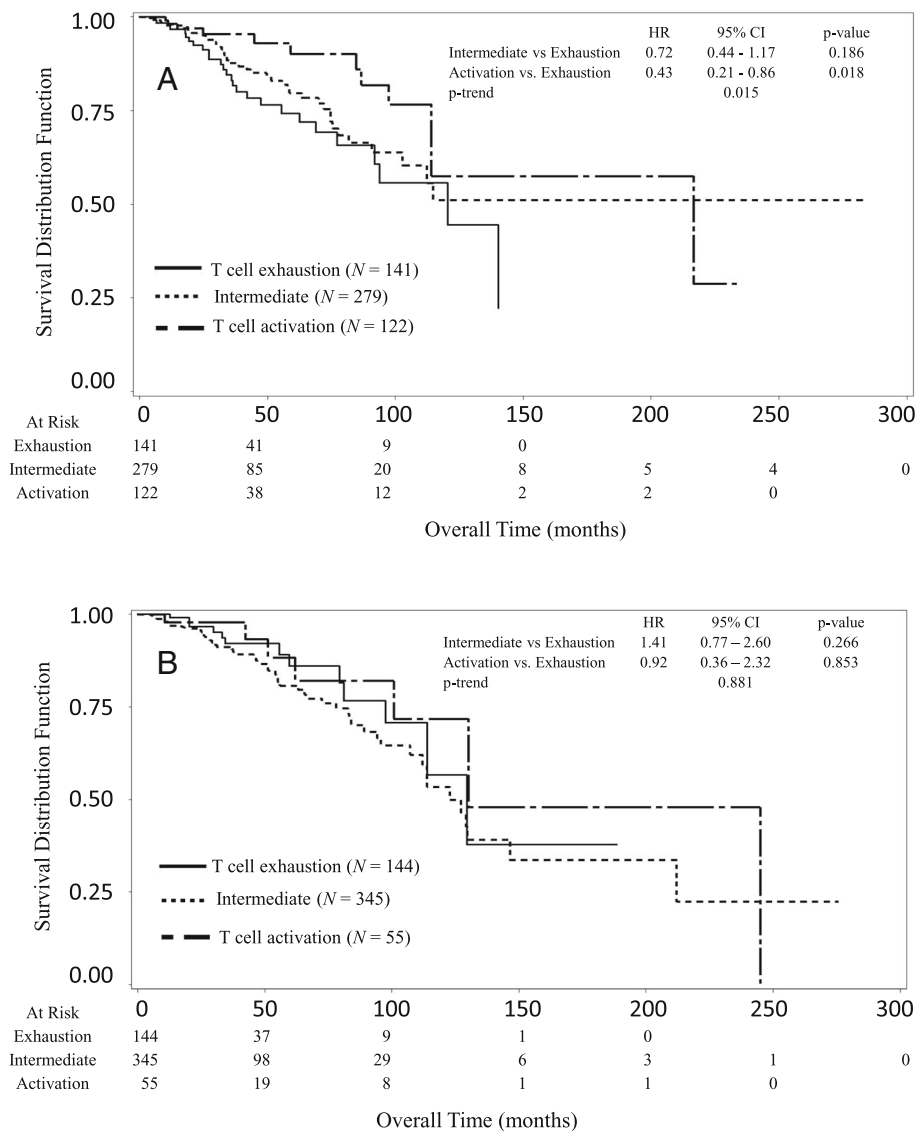 HR 95% CI p-value
Intermediate vs Exhaustion 0.72 0.44 - 1.17 0.186
Activation vs. Exhaustion 0.43 0.21 - 0.86 0.018
p-trend 0.015
A
1.00
0.75
0.50
0.25
0.00
Survival Distribution Function
T cell exhaustion (N = 141)
Intermediate (N = 279)
T cell activation (N = 122)
0 50 100 150 200 250 300
At Risk
Exhaustion 141 41 9 0
Intermediate 279 85 20 8 5 4 0
Activation 122 38 12 2 2 0
Overall Time (months)
HR 95% CI p-value
Intermediate vs Exhaustion 1.41 0.77 – 2.60 0.266
Activation vs. Exhaustion 0.92 0.36 – 2.32 0.853
p-trend 0.881
B
1.00
0.75
0.50
0.25
0.00
Survival Distribution Function
T cell exhaustion (N = 144)
Intermediate (N = 345)
T cell activation (N = 55)
0 50 100 150 200 250 300
At Risk
Exhaustion 144 37 9 1 0
Intermediate 345 98 29 6 3 1 0
Activation 55 19 8 1 1 0
Overall Time (months)